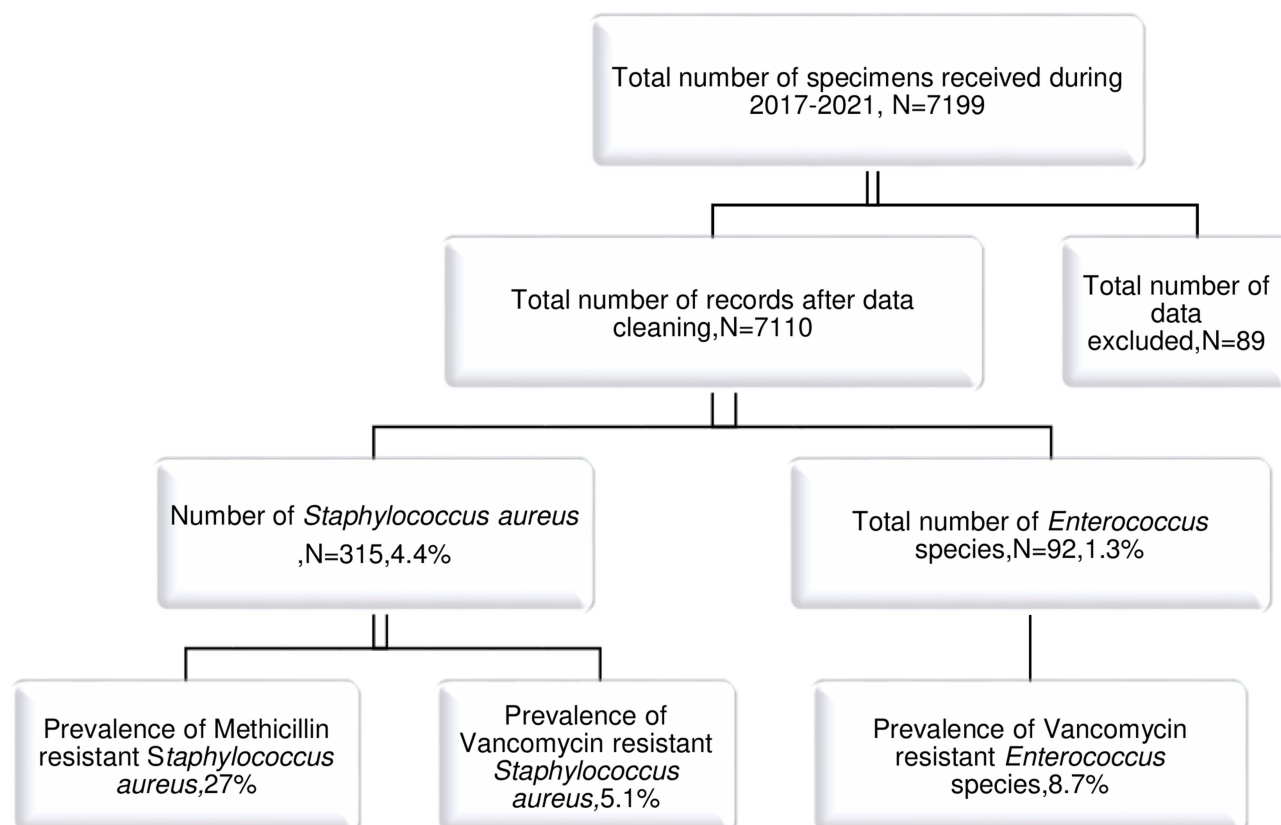 Total number of specimens received during
2017-2021, N=7199
Total number of records after data
cleaning,N=7110
Total number of
data
excluded,N=89
Number of Staphylococcus aureus
,N=315,4.4%
Total number of Enterococcus
species,N=92,1.3%
Prevalence of Methicillin
resistant Staphylococcus
aureus,27%
Prevalence of
Vancomycin resistant
Staphylococcus
aureus,5.1%
Prevalence of Vancomycin
resistant Enterococcus
species,8.7%